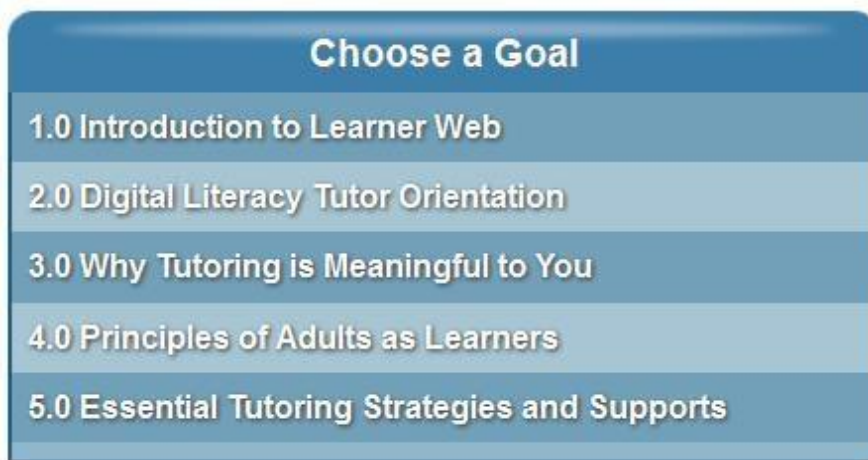 Choose a Goal
1.0 Introduction to Learner Web
2.0 Digital Literacy Tutor Orientation
3.0 Why Tutoring is Meaningful to You
4.0 Principles of Adults as Learners
5.0 Essential Tutoring Strategies and Supports